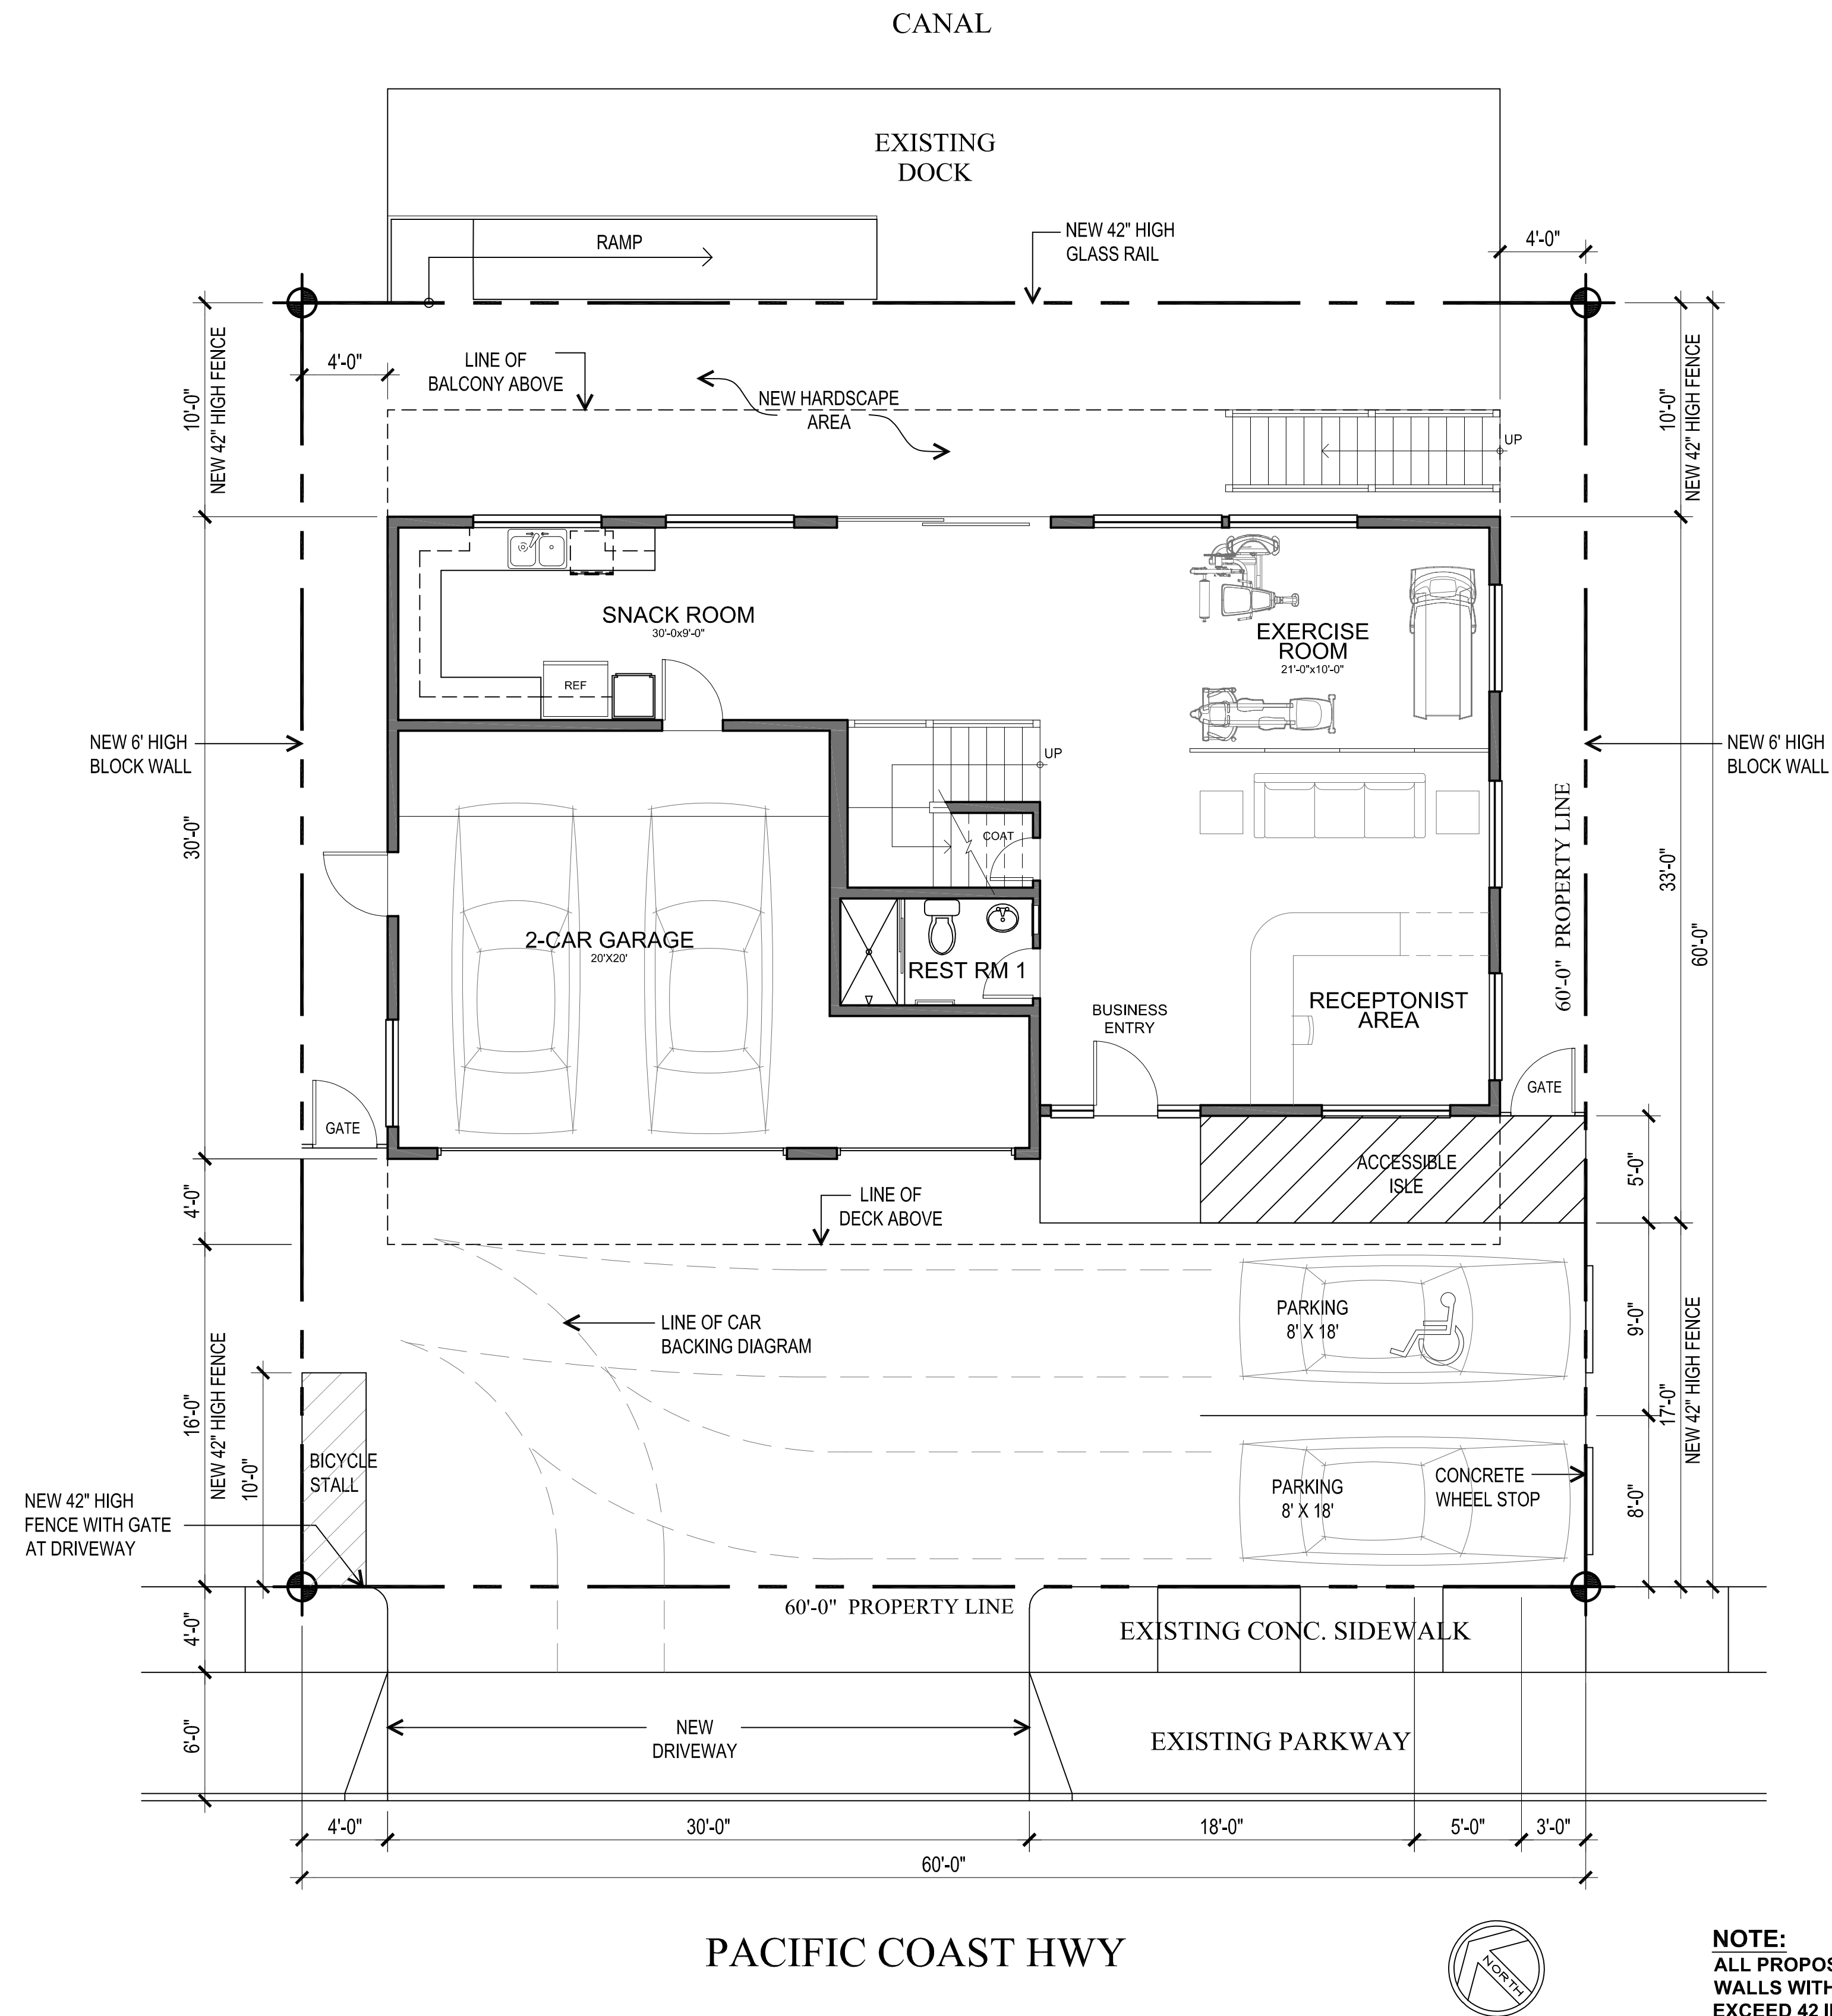 CANAL
EXISTING
DOCK
RAMP
NEW 42" HIGH
GLASS RAIL
4'-0"
10'-0"
NEW 42" HIGH FENCE
4'-0"
LINE OF
BALCONY ABOVE
NEW HARDSCAPE
AREA
UP
NEW 42" HIGH FENCE
10'-0"
SNACK ROOM
30'-0x9'-0"
REF
EXERCISE
ROOM
21'-0"x10'-0"
NEW 6' HIGH
BLOCK WALL
NEW 6' HIGH
BLOCK WALL
UP
COAT
30'-0"
60'-0" PROPERTY LINE
33'-0"
60'-0"
2-CAR GARAGE
20'X20'
REST RM 1
BUSINESS
ENTRY
RECEPTONIST
AREA
GATE
GATE
ACCESSIBLE
ISLE
5'-0"
4'-0"
LINE OF
DECK ABOVE
LINE OF CAR
BACKING DIAGRAM
PARKING
8' X 18'
9'-0"
16'-0"
NEW 42" HIGH FENCE
10'-0"
BICYCLE
STALL
17'-0"
NEW 42" HIGH FENCE
PARKING
8' X 18'
CONCRETE
WHEEL STOP
8'-0"
NEW 42" HIGH
FENCE WITH GATE
AT DRIVEWAY
60'-0" PROPERTY LINE
EXISTING CONC. SIDEWALK
4'-0"
6'-0"
NEW
DRIVEWAY
EXISTING PARKWAY
4'-0"
30'-0"
18'-0"
5'-0"
3'-0"
60'-0"
PACIFIC COAST HWY
NORTH
NOTE:
ALL PROPOS
WALLS WITH
EXCEED 42 I